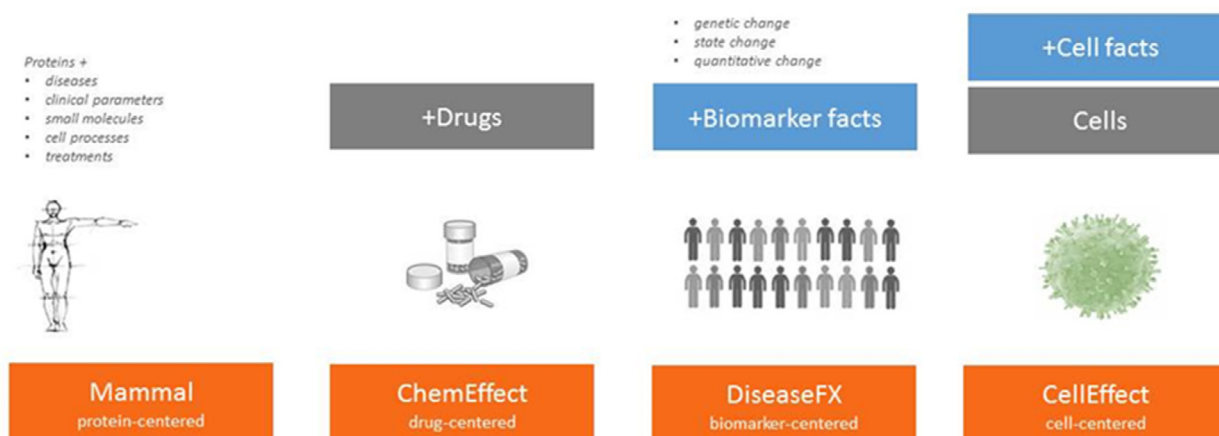 Proteins +
• diseases
• clinical parameters
• small molecules
• cell processes
• treatments
+Drugs
• genetic change
• state change
• quantitative change
+Biomarker facts
+Cell facts
Cells
Mammal
protein-centered
ChemEffect
drug-centered
DiseaseFX
biomarker-centered
CellEffect
cell-centered